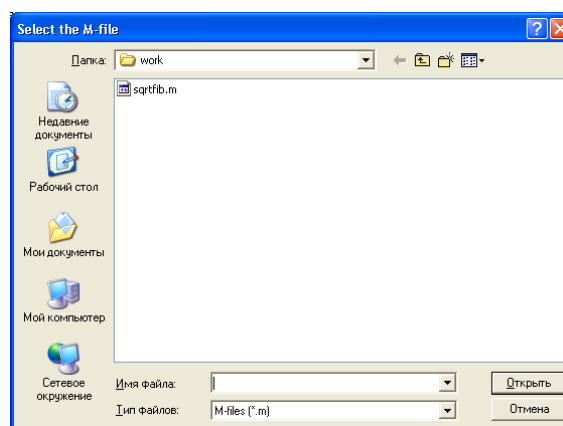 Select the M-file
Папка: work
sqrtfib.m
Недавние
документы
Рабочий стол
Мои документы
Мой компьютер
Сетевое
окружение
Имя файла:
Открыть
Тип файлов: M-files (*.m)
Отмена